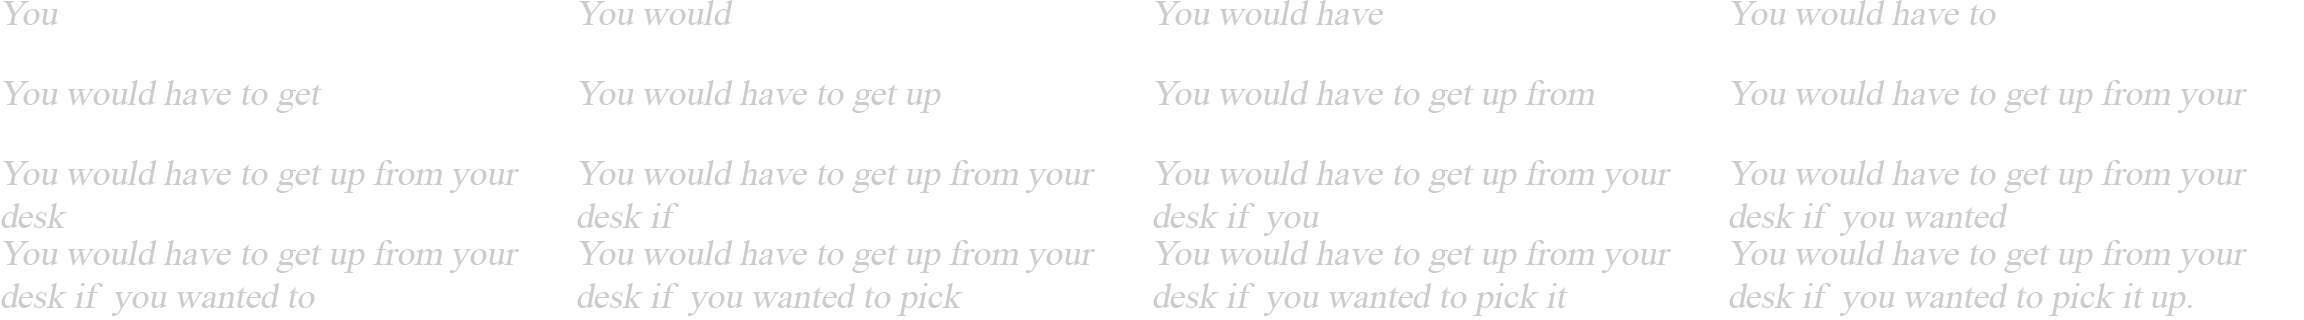 You
You would
You would have
You would have to
You would have to get
You would have to get up
You would have to get up from
You would have to get up from your
You would have to get up from your
desk
You would have to get up from your
desk if
You would have to get up from your
desk if you
You would have to get up from your
desk if you wanted
You would have to get up from your
desk if you wanted to
You would have to get up from your
desk if you wanted to pick
You would have to get up from your
desk if you wanted to pick it
You would have to get up from your
desk if you wanted to pick it up.